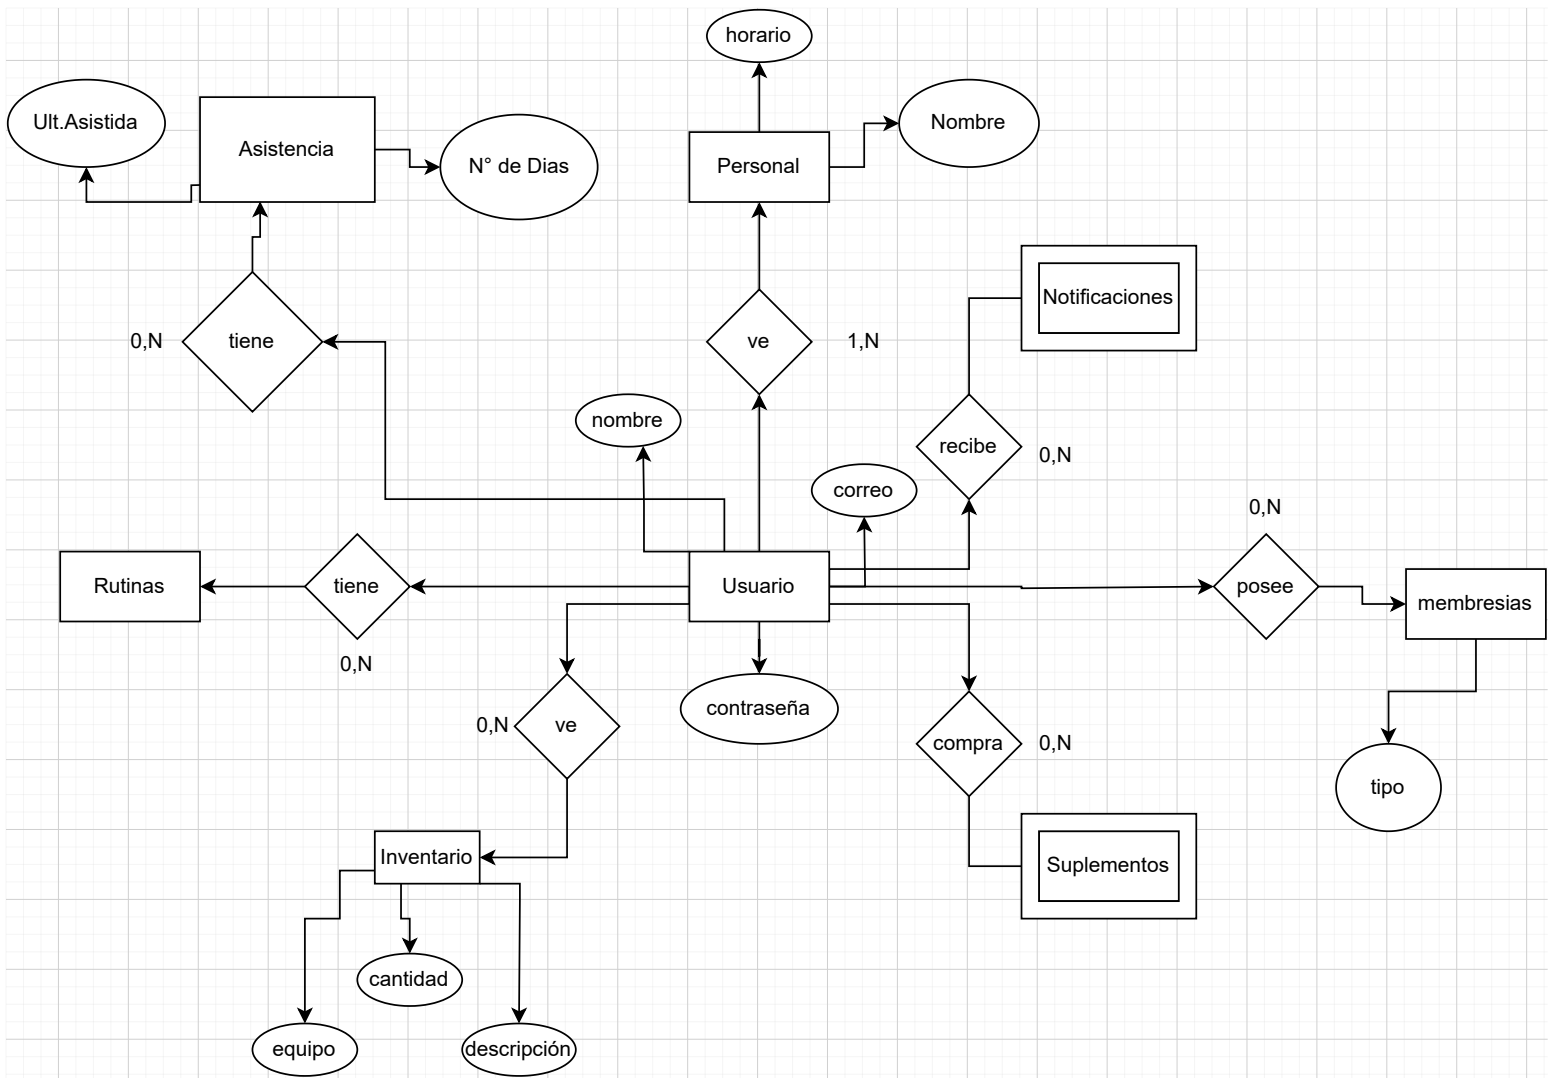 horario
Ult.Asistida
Asistencia
N° de Dias
Personal
Nombre
Notificaciones
0,N
tiene
ve
1,N
nombre
recibe
0,N
correo
0,N
Rutinas
tiene
Usuario
posee
membresias
0,N
contraseña
0,N
ve
compra
0,N
tipo
Inventario
Suplementos
cantidad
equipo
descripción